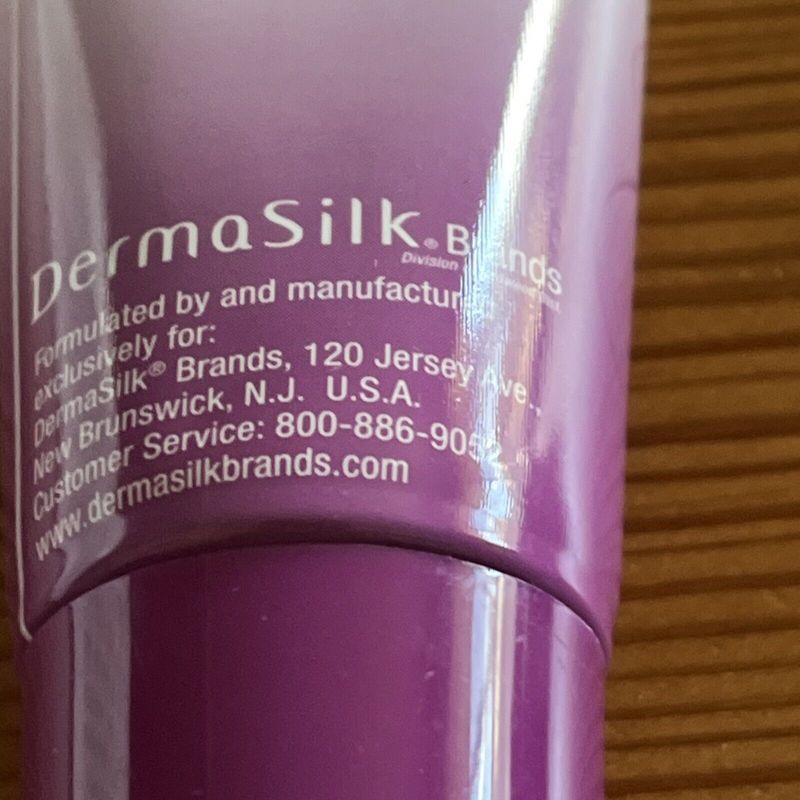 DermaSilk® Brands
Division
Formulated by and manufactured
exclusively for:
DermaSilk® Brands, 120 Jersey Ave.,
New Brunswick, N.J. U.S.A.
Customer Service: 800-886-9052
www.dermasilkbrands.com